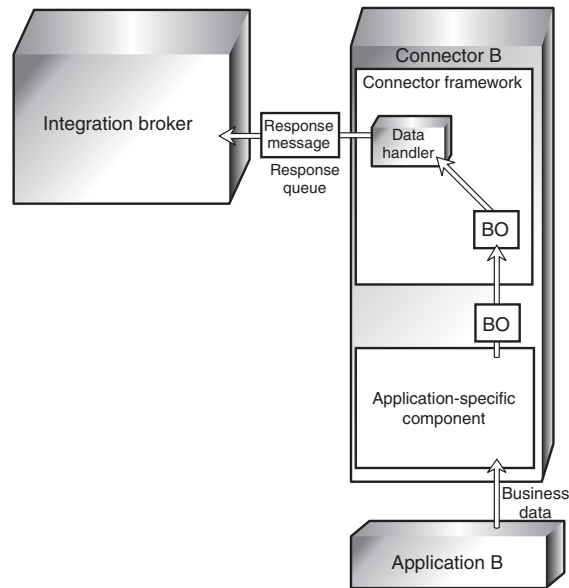 Connector B
Connector framework
Integration broker
Response
message
Response
queue
Data
handler
BO
BO
Application-specific
component
Business
data
Application B